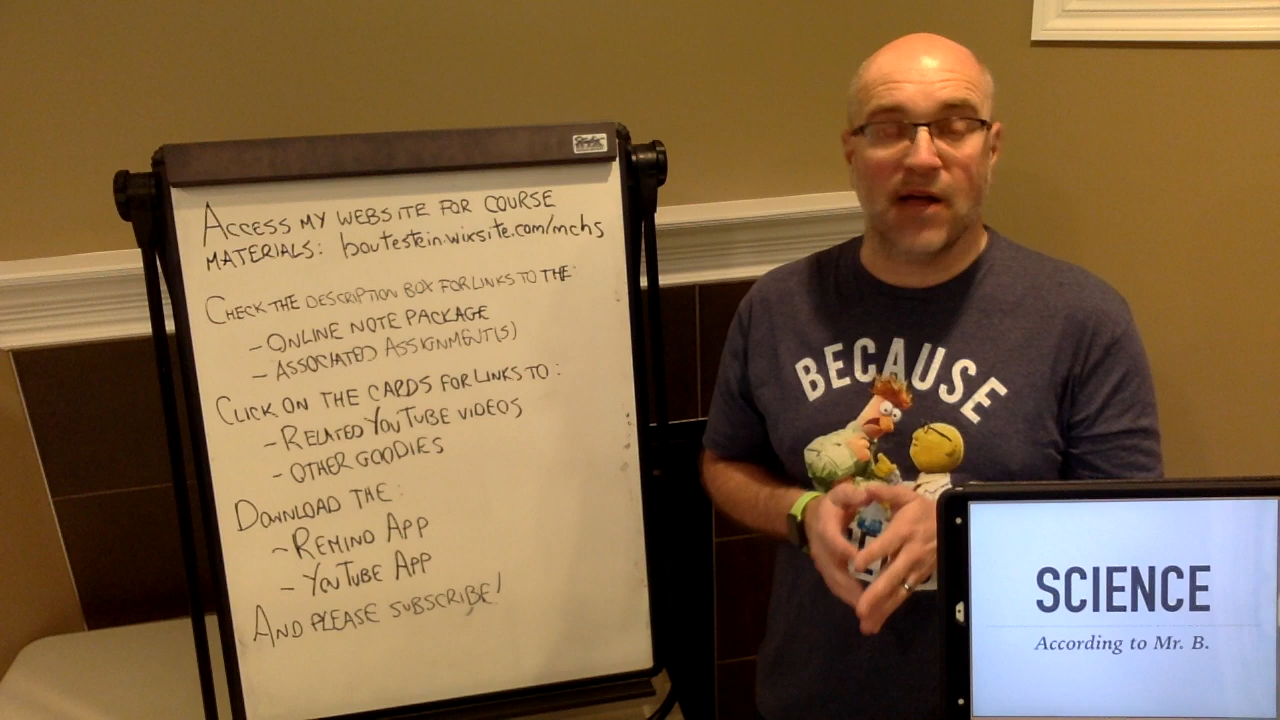 ACCESS MY WEBSITE FOR COURSE
MATERIALS: boutestein.wixsite.com/mchs
CHECK THE DESCRIPTION BOX FOR LINKS TO THE:
- ONLINE NOTE PACKAGE
- ASSOCIATED ASSIGNMENT(S)
CLICK ON THE CARDS FOR LINKS TO:
- RELATED YOUTUBE VIDEOS
- OTHER GOODIES
DOWNLOAD THE:
- REMIND APP
- YOUTUBE APP
AND PLEASE SUBSCRIBE!
BECAUSE
SCIENCE
According to Mr. B.